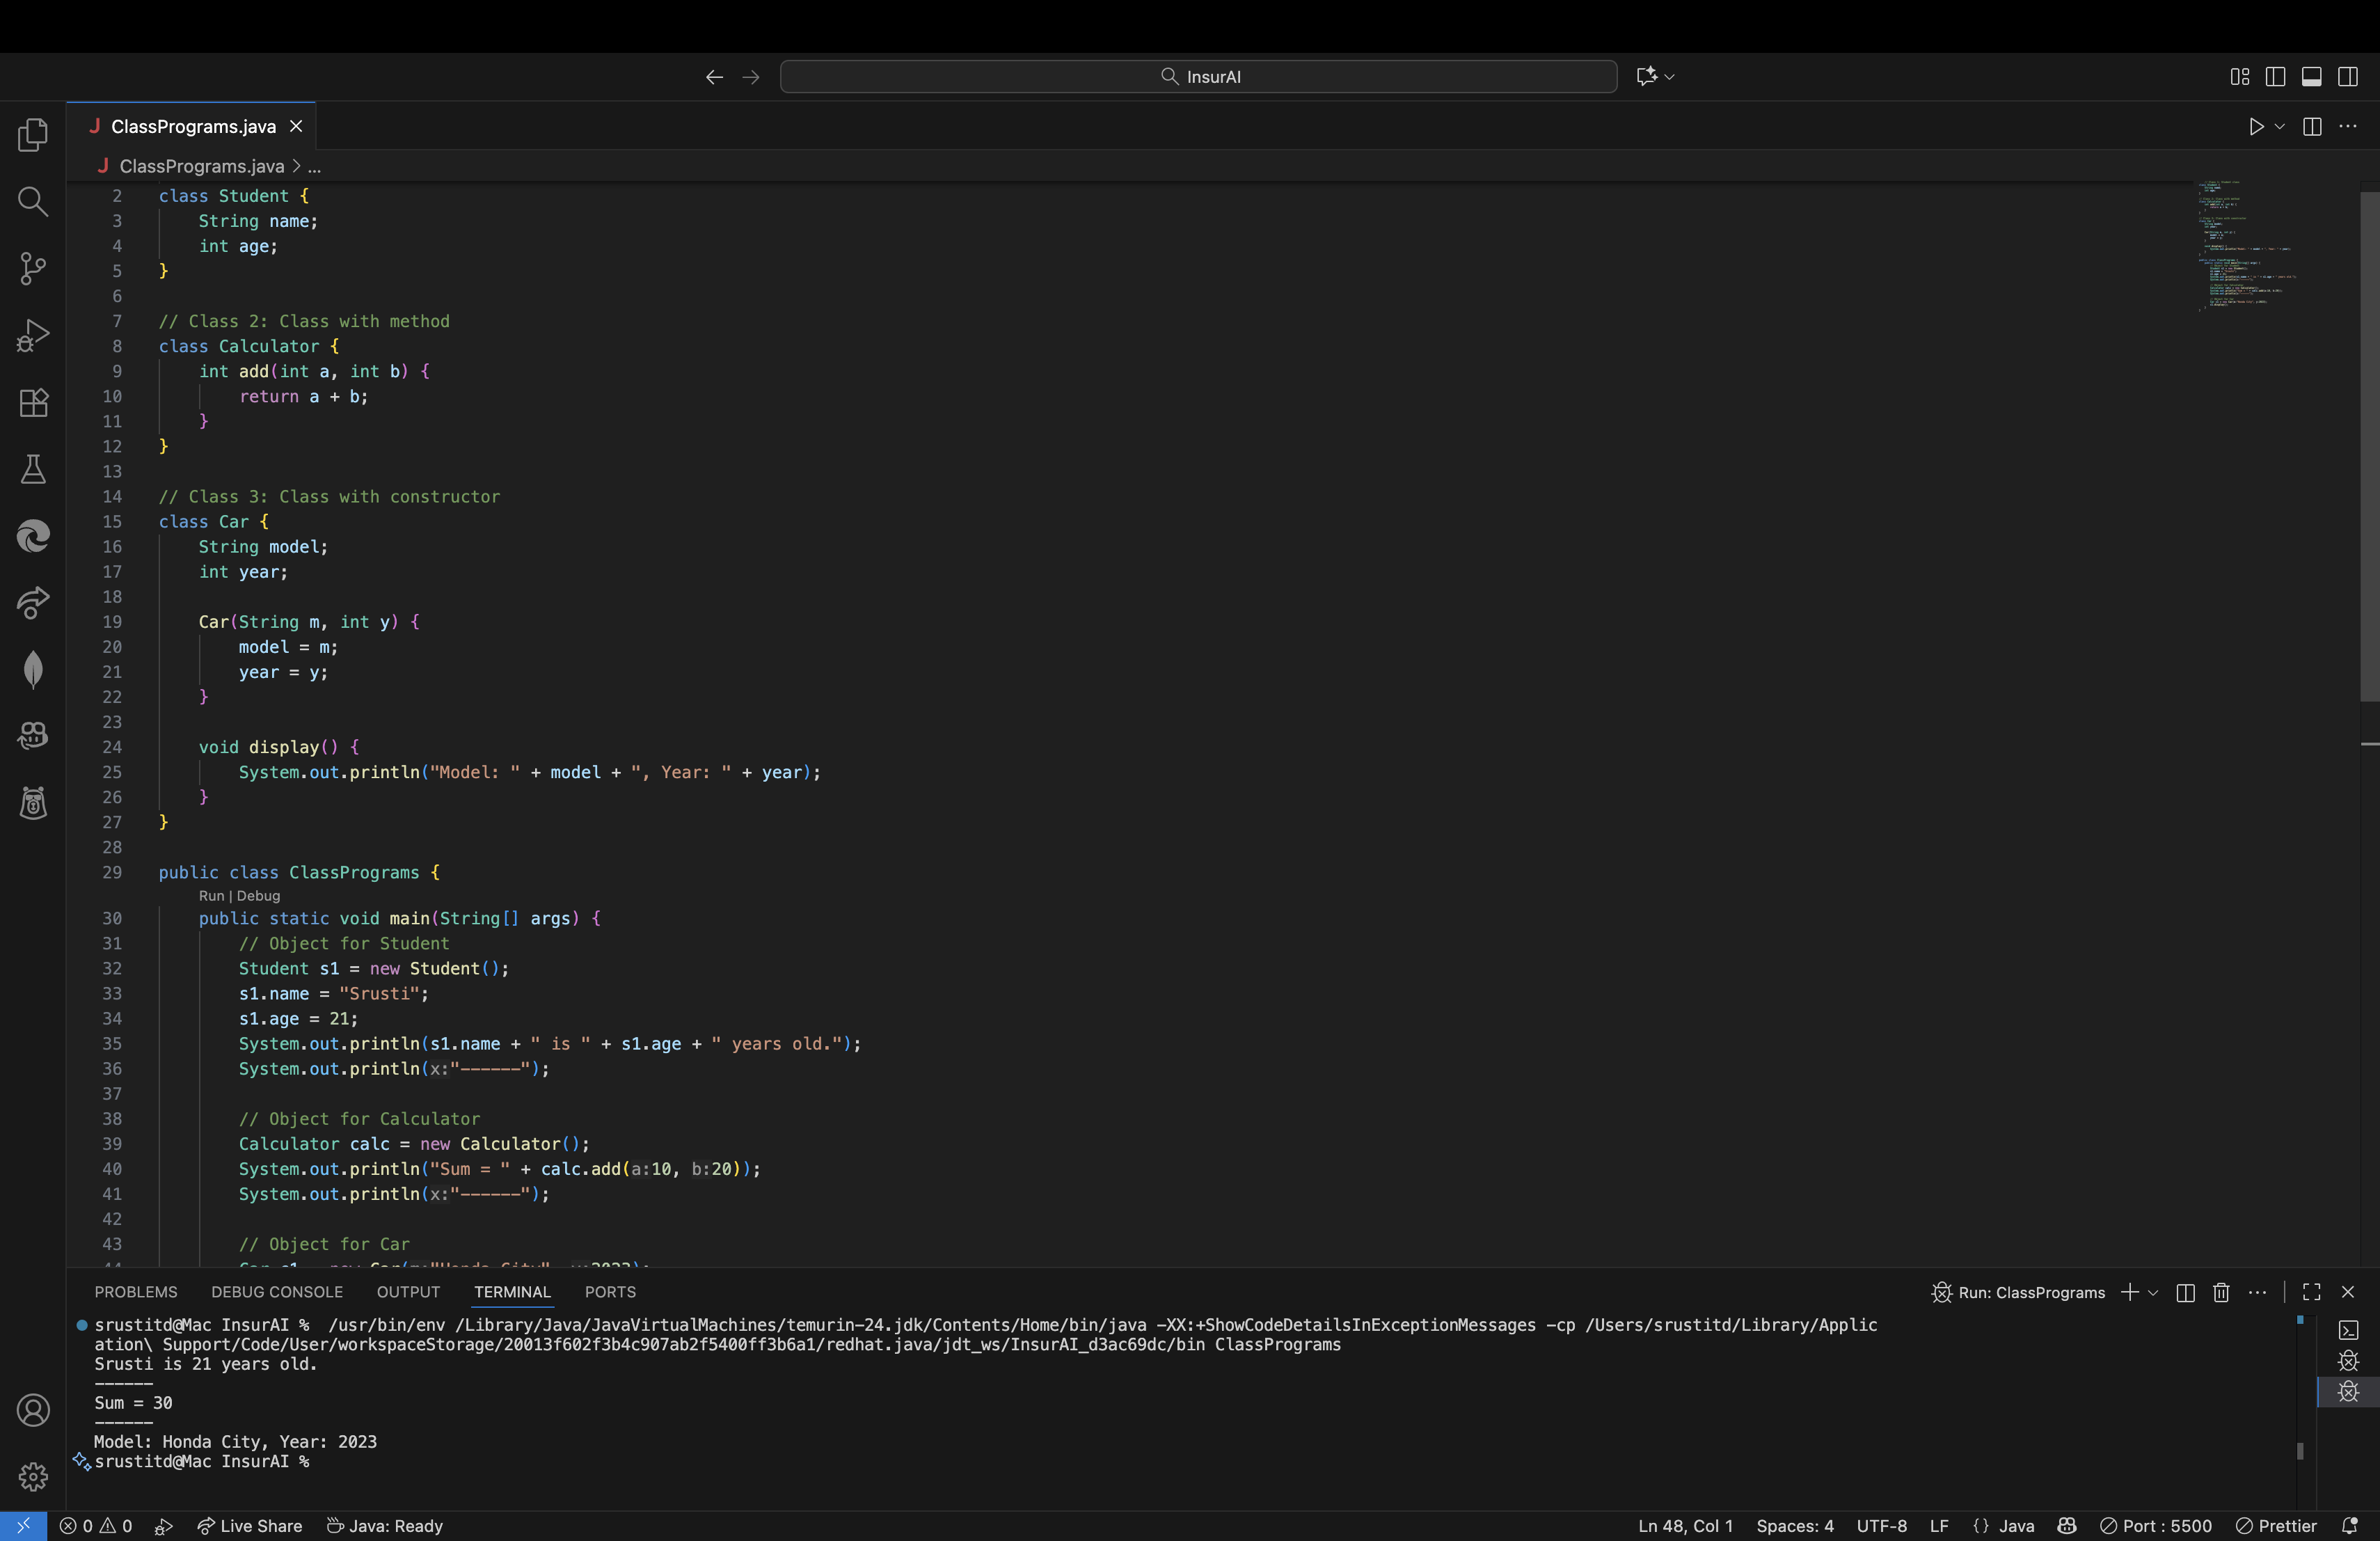 InsurAI
J ClassPrograms.java
J ClassPrograms.java > ...
2 class Student {
3 String name;
4 int age;
5 }
6
7 // Class 2: Class with method
8 class Calculator {
9 int add(int a, int b) {
10 return a + b;
11 }
12 }
13
14 // Class 3: Class with constructor
15 class Car {
16 String model;
17 int year;
18
19 Car(String m, int y) {
20 model = m;
21 year = y;
22 }
23
24 void display() {
25 System.out.println("Model: " + model + ", Year: " + year);
26 }
27 }
28
29 public class ClassPrograms {
Run | Debug
30 public static void main(String[] args) {
31 // Object for Student
32 Student s1 = new Student();
33 s1.name = "Srusti";
34 s1.age = 21;
35 System.out.println(s1.name + " is " + s1.age + " years old.");
36 System.out.println(x:"------");
37
38 // Object for Calculator
39 Calculator calc = new Calculator();
40 System.out.println("Sum = " + calc.add(a:10, b:20));
41 System.out.println(x:"------");
42
43 // Object for Car
PROBLEMS DEBUG CONSOLE OUTPUT TERMINAL PORTS Run: ClassPrograms
srustitd@Mac InsurAI % /usr/bin/env /Library/Java/JavaVirtualMachines/temurin-24.jdk/Contents/Home/bin/java -XX:+ShowCodeDetailsInExceptionMessages -cp /Users/srustitd/Library/Applic
ation\ Support/Code/User/workspaceStorage/20013f602f3b4c907ab2f5400ff3b6a1/redhat.java/jdt_ws/InsurAI_d3ac69dc/bin ClassPrograms
Srusti is 21 years old.
------
Sum = 30
------
Model: Honda City, Year: 2023
srustitd@Mac InsurAI %
0 0 Live Share Java: Ready Ln 48, Col 1 Spaces: 4 UTF-8 LF {} Java Port : 5500 Prettier